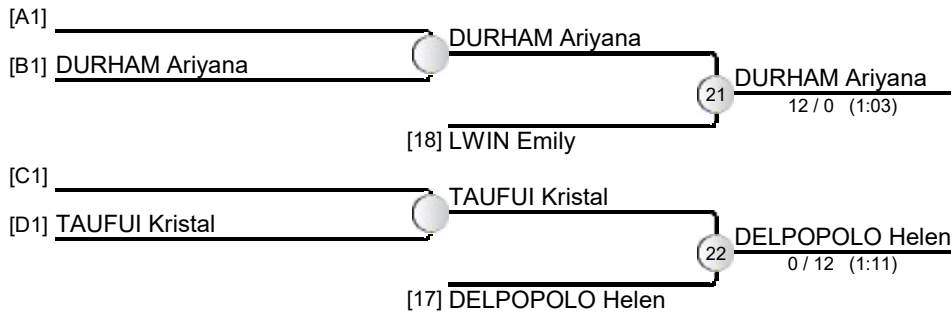 [A1]
DURHAM Ariyana
[B1] DURHAM Ariyana
21
DURHAM Ariyana
12 / 0 (1:03)
[18] LWIN Emily
[C1]
TAUFUI Kristal
[D1] TAUFUI Kristal
22
DELPOPOLO Helen
0 / 12 (1:11)
[17] DELPOPOLO Helen